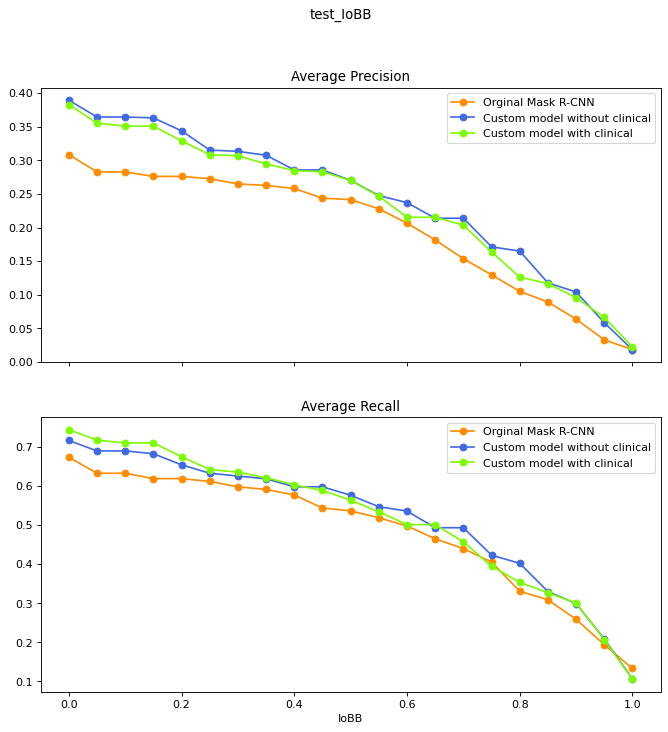 test_IoBB
Average Precision
Orginal Mask R-CNN
Custom model without clinical
Custom model with clinical
0.40
0.35
0.30
0.25
0.20
0.15
0.10
0.05
0.00
Average Recall
Orginal Mask R-CNN
Custom model without clinical
Custom model with clinical
0.7
0.6
0.5
0.4
0.3
0.2
0.1
0.0 0.2 0.4 0.6 0.8 1.0
IoBB